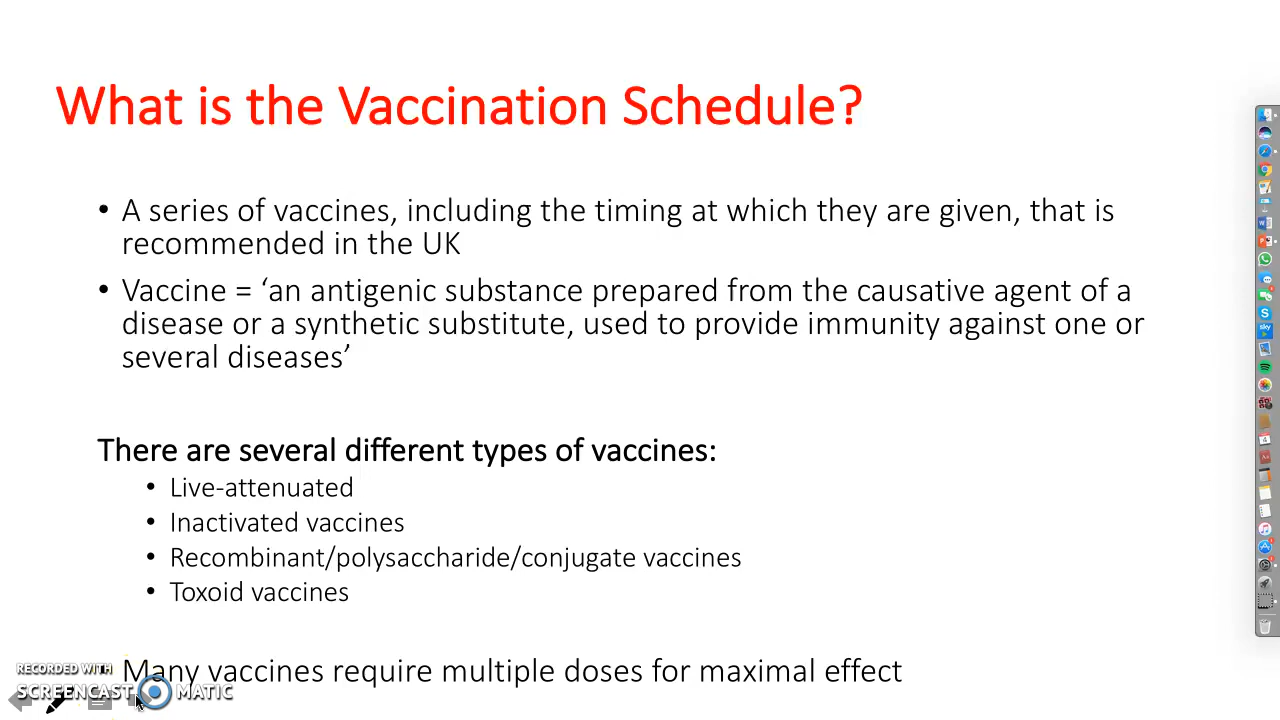 What is the Vaccination Schedule?
• A series of vaccines, including the timing at which they are given, that is
recommended in the UK
• Vaccine = ‘an antigenic substance prepared from the causative agent of a
disease or a synthetic substitute, used to provide immunity against one or
several diseases’
There are several different types of vaccines:
• Live-attenuated
• Inactivated vaccines
• Recombinant/polysaccharide/conjugate vaccines
• Toxoid vaccines
Many vaccines require multiple doses for maximal effect
RECORDED WITH
SCREENCAST MATIC